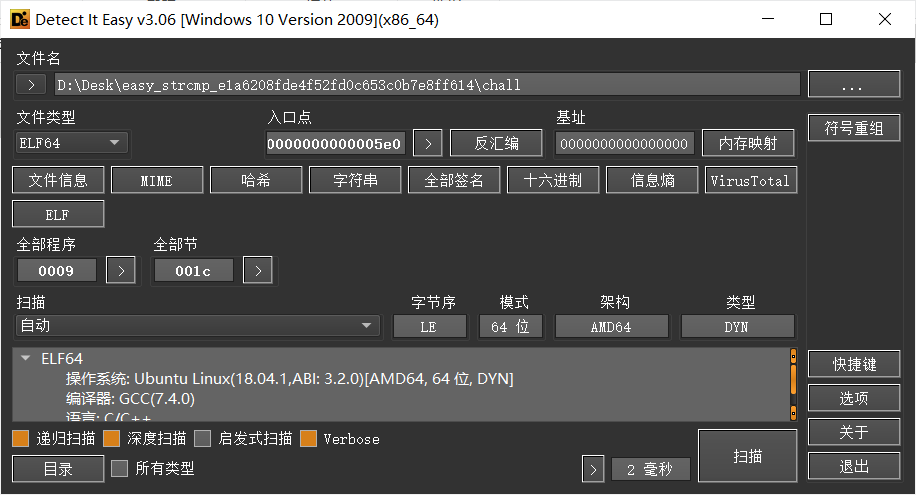 Detect It Easy v3.06 [Windows 10 Version 2009](x86_64)
文件名
> D:\Desk\easy_strcmp_e1a6208fde4f52fd0c653c0b7e8ff614\chall ...
文件类型 入口点 基址 符号重组
ELF64 00000000000005e0 > 反汇编 0000000000000000 内存映射
文件信息 MIME 哈希 字符串 全部签名 十六进制 信息熵 VirusTotal
ELF
全部程序 全部节
0009 > 001c >
扫描 字节序 模式 架构 类型
自动 LE 64 位 AMD64 DYN
ELF64
操作系统: Ubuntu Linux(18.04.1,ABI: 3.2.0)[AMD64, 64 位, DYN]
编译器: GCC(7.4.0)
语言: C/C++
快捷键
选项
递归扫描 深度扫描 启发式扫描 Verbose 扫描 关于
目录 所有类型 > 2 毫秒 退出